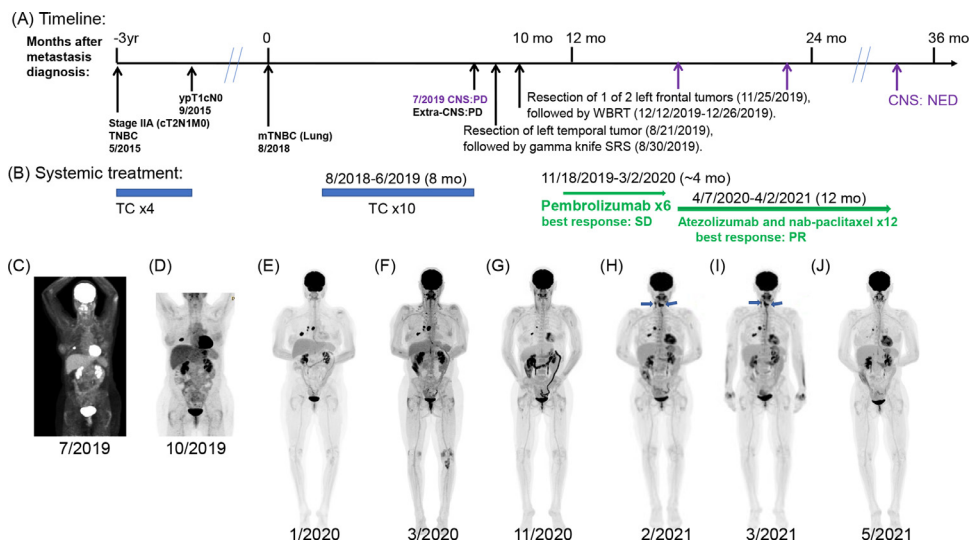 (A) Timeline:
Months after
metastasis
diagnosis:
-3yr
0
10 mo
12 mo
24 mo
36 mo
Stage IIA (cT2N1M0)
TNBC
5/2015
ypT1cN0
9/2015
mTNBC (Lung)
8/2018
7/2019 CNS:PD
Extra-CNS:PD
Resection of 1 of 2 left frontal tumors (11/25/2019),
followed by WBRT (12/12/2019-12/26/2019).
Resection of left temporal tumor (8/21/2019),
followed by gamma knife SRS (8/30/2019).
CNS: NED
(B) Systemic treatment:
TC x4
8/2018-6/2019 (8 mo)
TC x10
11/18/2019-3/2/2020 (~4 mo)
Pembrolizumab x6
best response: SD
4/7/2020-4/2/2021 (12 mo)
Atezolizumab and nab-paclitaxel x12
best response: PR
(C)
(D)
(E)
(F)
(G)
(H)
(I)
(J)
7/2019
10/2019
1/2020
3/2020
11/2020
2/2021
3/2021
5/2021